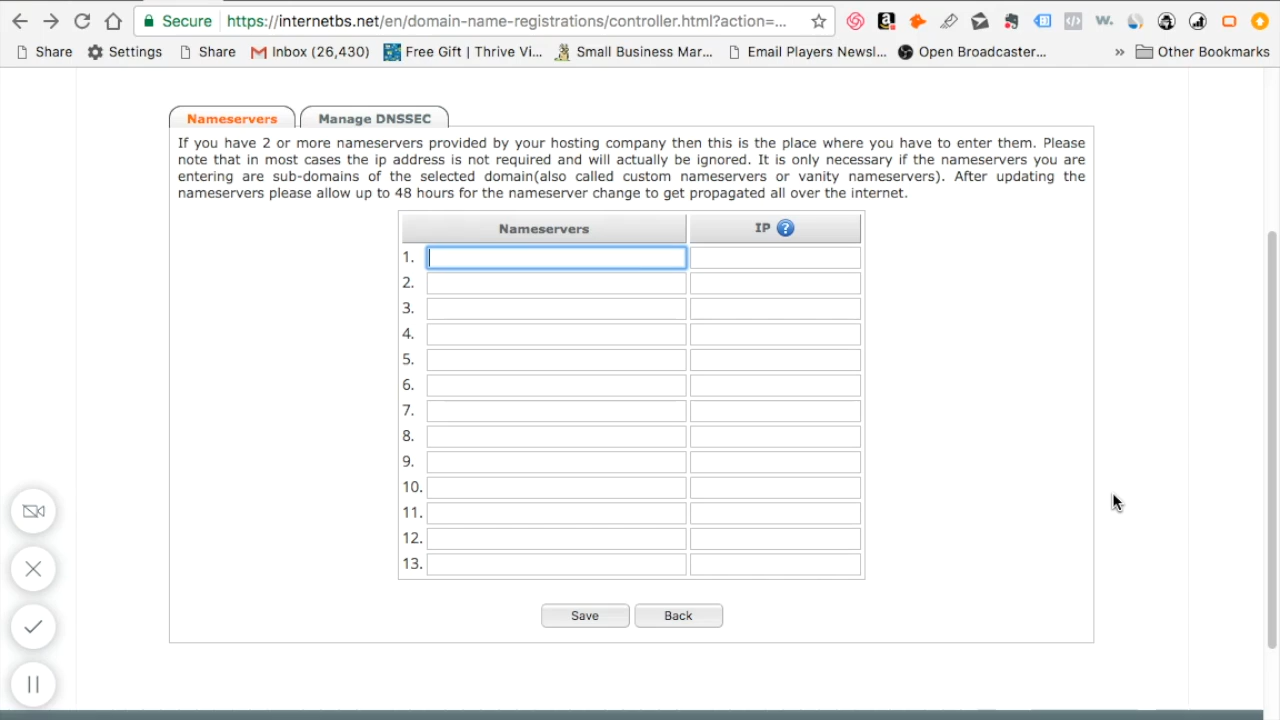 Secure https://internetbs.net/en/domain-name-registrations/controller.html?action=...
Share Settings Share Inbox (26,430) Free Gift | Thrive Vi... Small Business Mar... Email Players Newsl... Open Broadcaster... » Other Bookmarks
Nameservers Manage DNSSEC
If you have 2 or more nameservers provided by your hosting company then this is the place where you have to enter them. Please
note that in most cases the ip address is not required and will actually be ignored. It is only necessary if the nameservers you are
entering are sub-domains of the selected domain(also called custom nameservers or vanity nameservers). After updating the
nameservers please allow up to 48 hours for the nameserver change to get propagated all over the internet.
Nameservers IP ?
1.
2.
3.
4.
5.
6.
7.
8.
9.
10.
11.
12.
13.
Save Back